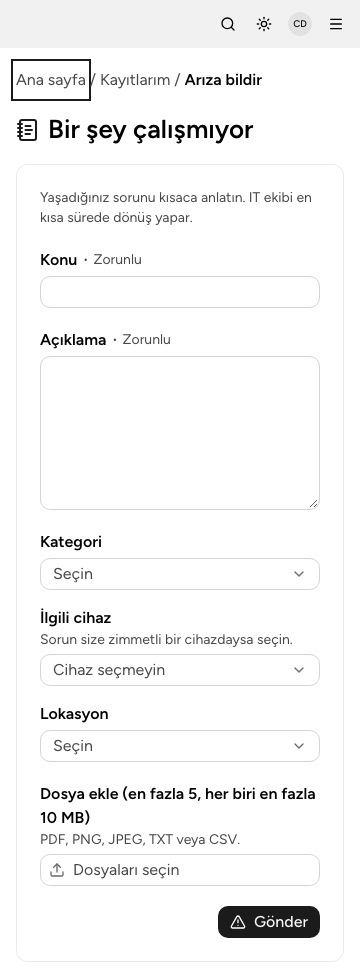 CD
Ana sayfa / Kayıtlarım / Arıza bildir
Bir şey çalışmıyor
Yaşadığınız sorunu kısaca anlatın. IT ekibi en
kısa sürede dönüş yapar.
Konu · Zorunlu
Açıklama · Zorunlu
Kategori
Seçin
İlgili cihaz
Sorun size zimmetli bir cihazdaysa seçin.
Cihaz seçmeyin
Lokasyon
Seçin
Dosya ekle (en fazla 5, her biri en fazla
10 MB)
PDF, PNG, JPEG, TXT veya CSV.
Dosyaları seçin
Gönder